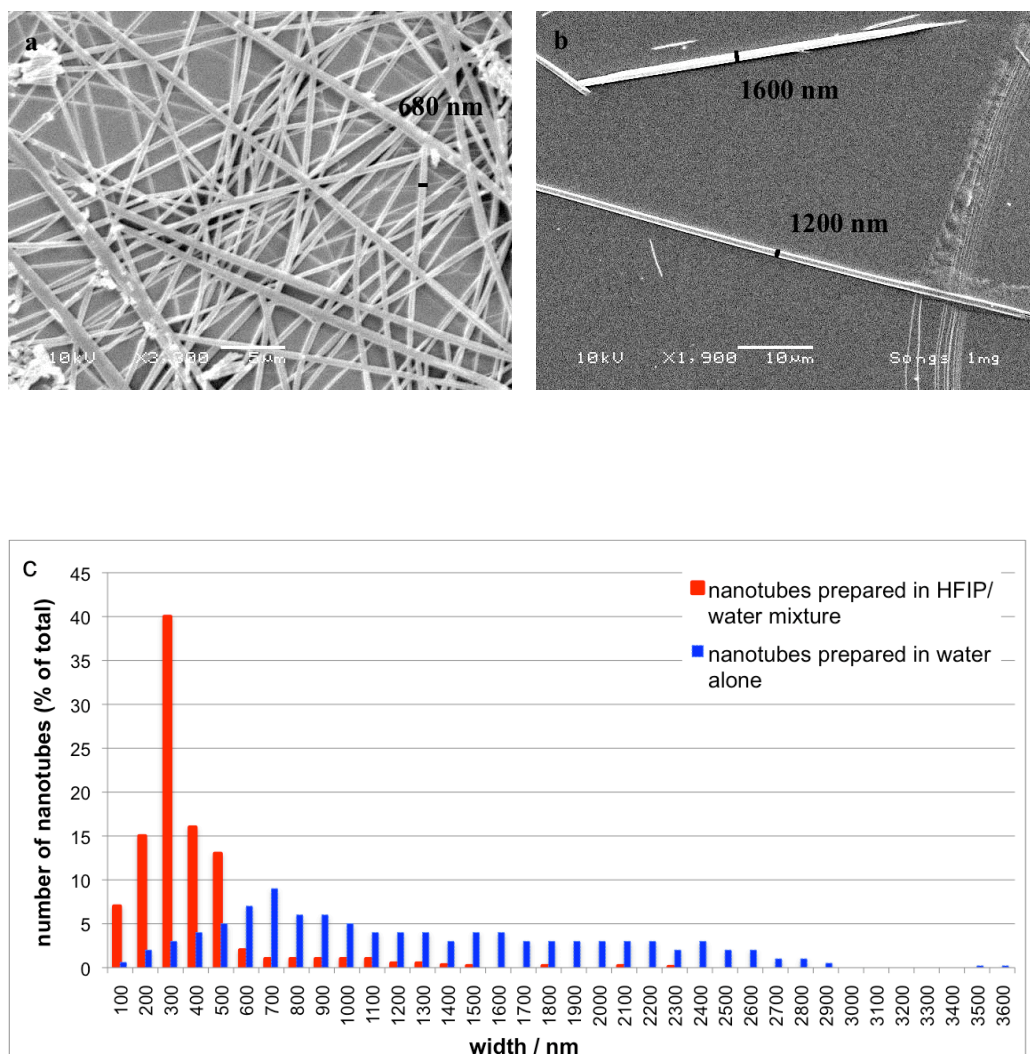 a
680 nm
10kV X3,300 5µm
b
1600 nm
1200 nm
10kV X1,900 10µm Songs 1mg
c
number of nanotubes (% of total)
45
40
35
30
25
20
15
10
5
0
nanotubes prepared in HFIP/
water mixture
nanotubes prepared in water
alone
100 200 300 400 500 600 700 800 900 1000 1100 1200 1300 1400 1500 1600 1700 1800 1900 2000 2100 2200 2300 2400 2500 2600 2700 2800 2900 3000 3100 3400 3500 3600
width / nm